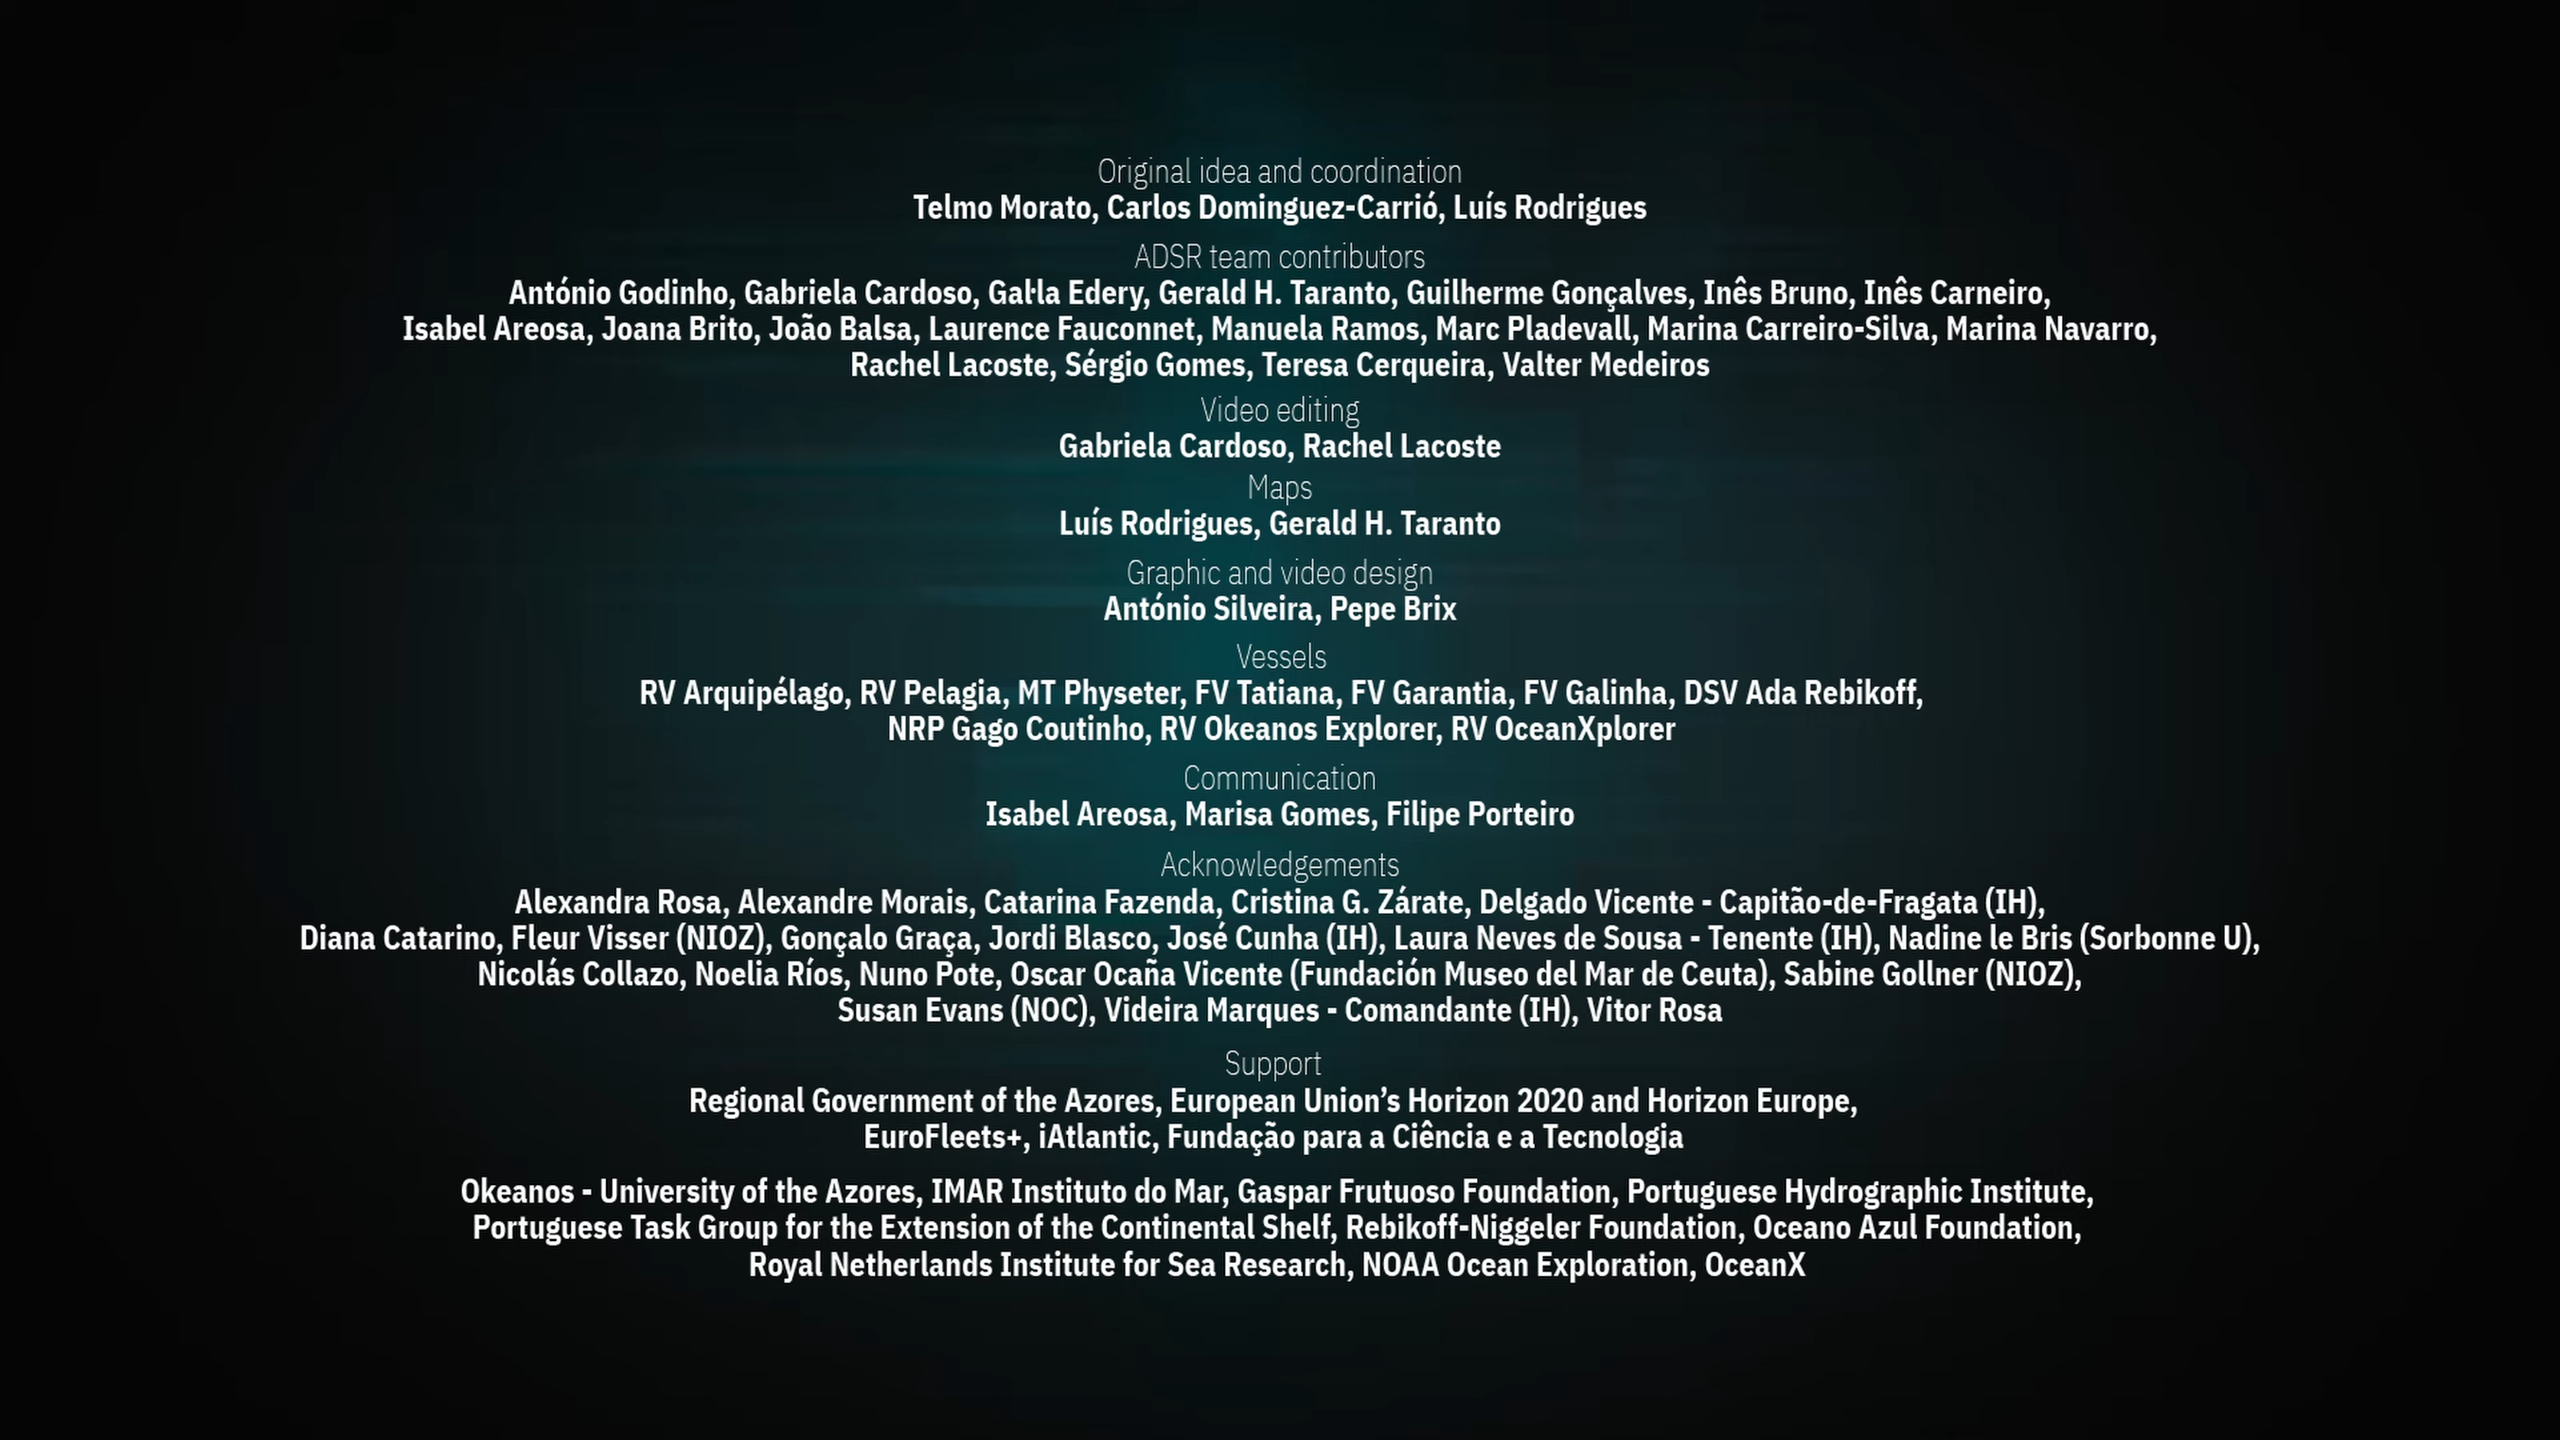 Original idea and coordination
Telmo Morato, Carlos Dominguez-Carrió, Luís Rodrigues
ADSR team contributors
António Godinho, Gabriela Cardoso, Gal·la Edery, Gerald H. Taranto, Guilherme Gonçalves, Inês Bruno, Inês Carneiro,
Isabel Areosa, Joana Brito, João Balsa, Laurence Fauconnet, Manuela Ramos, Marc Pladevall, Marina Carreiro-Silva, Marina Navarro,
Rachel Lacoste, Sérgio Gomes, Teresa Cerqueira, Valter Medeiros
Video editing
Gabriela Cardoso, Rachel Lacoste
Maps
Luís Rodrigues, Gerald H. Taranto
Graphic and video design
António Silveira, Pepe Brix
Vessels
RV Arquipélago, RV Pelagia, MT Physeter, FV Tatiana, FV Garantia, FV Galinha, DSV Ada Rebikoff,
NRP Gago Coutinho, RV Okeanos Explorer, RV OceanXplorer
Communication
Isabel Areosa, Marisa Gomes, Filipe Porteiro
Acknowledgements
Alexandra Rosa, Alexandre Morais, Catarina Fazenda, Cristina G. Zárate, Delgado Vicente - Capitão-de-Fragata (IH),
Diana Catarino, Fleur Visser (NIOZ), Gonçalo Graça, Jordi Blasco, José Cunha (IH), Laura Neves de Sousa - Tenente (IH), Nadine le Bris (Sorbonne U),
Nicolás Collazo, Noelia Ríos, Nuno Pote, Oscar Ocaña Vicente (Fundación Museo del Mar de Ceuta), Sabine Gollner (NIOZ),
Susan Evans (NOC), Videira Marques - Comandante (IH), Vitor Rosa
Support
Regional Government of the Azores, European Union’s Horizon 2020 and Horizon Europe,
EuroFleets+, iAtlantic, Fundação para a Ciência e a Tecnologia
Okeanos - University of the Azores, IMAR Instituto do Mar, Gaspar Frutuoso Foundation, Portuguese Hydrographic Institute,
Portuguese Task Group for the Extension of the Continental Shelf, Rebikoff-Niggeler Foundation, Oceano Azul Foundation,
Royal Netherlands Institute for Sea Research, NOAA Ocean Exploration, OceanX